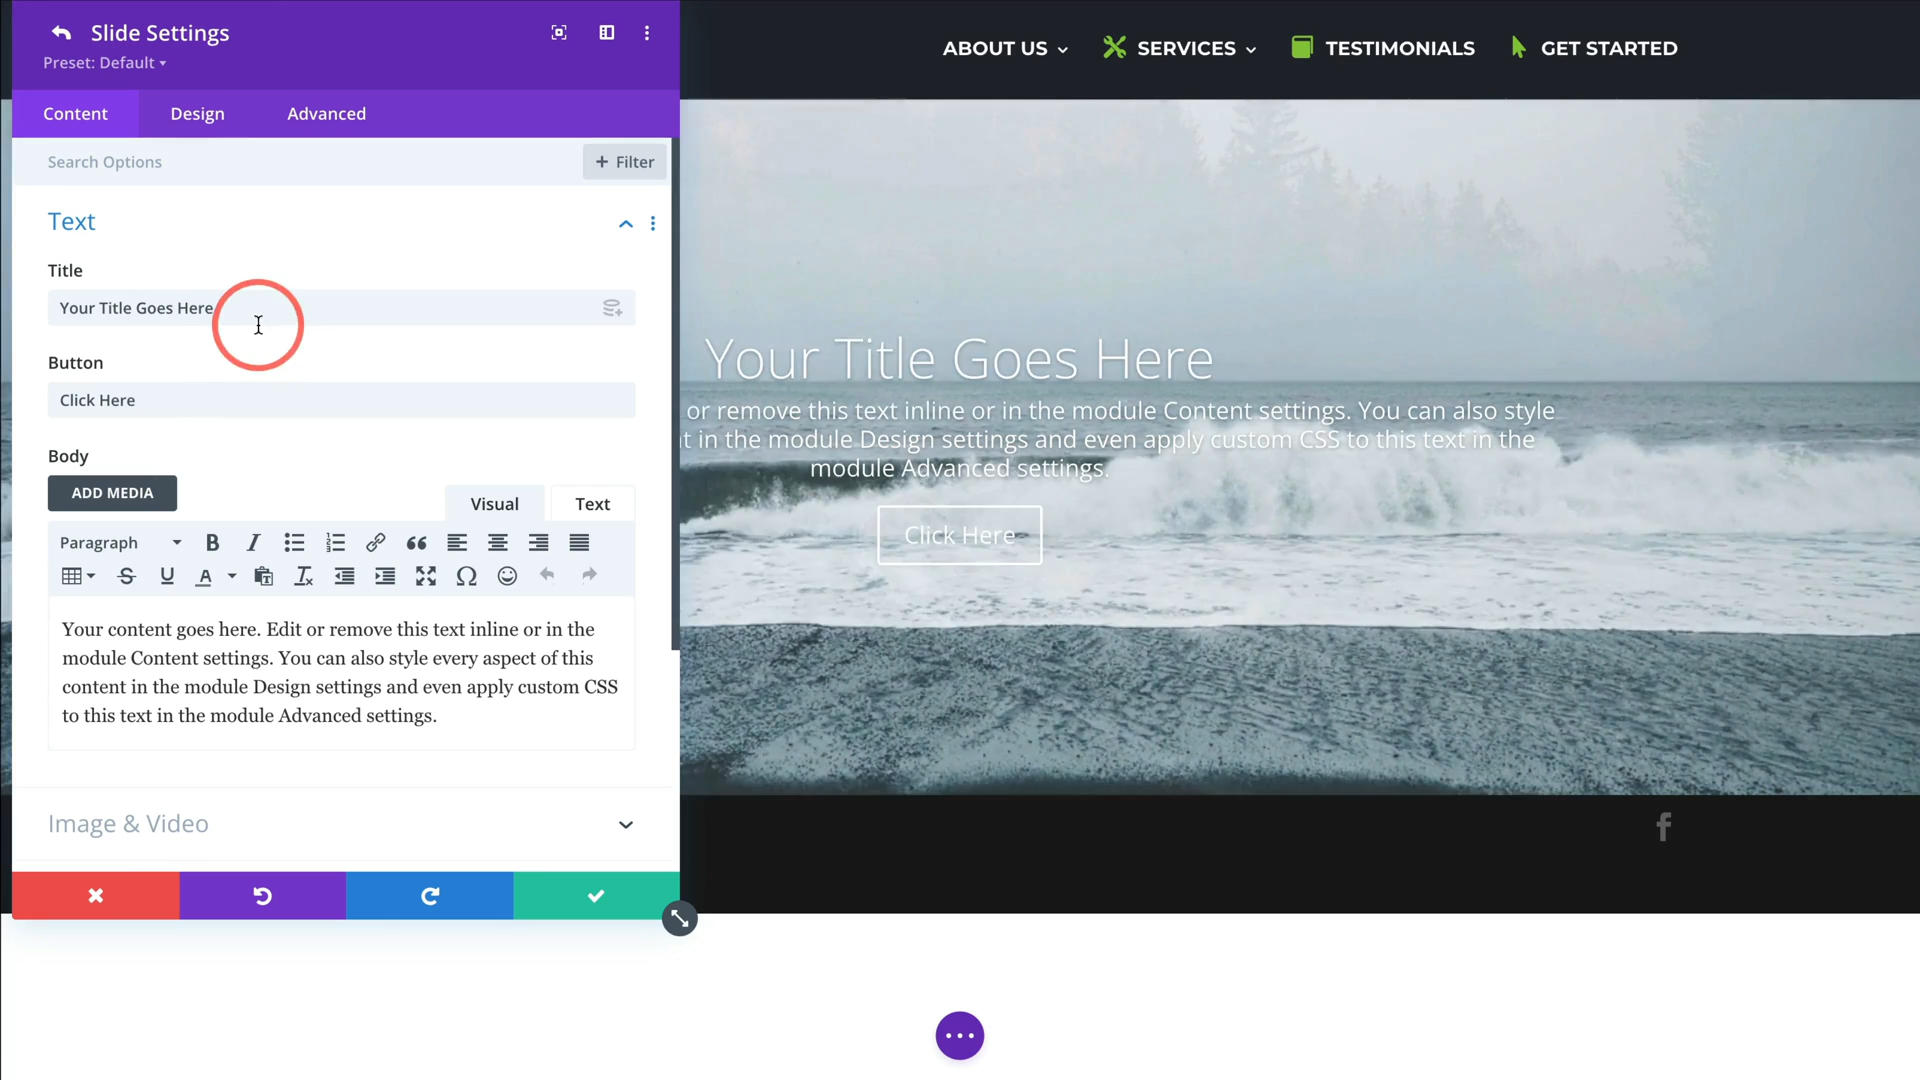 Slide Settings
Preset: Default
Content
Design
Advanced
Search Options
+ Filter
Text
Title
Your Title Goes Here
Button
Click Here
Body
ADD MEDIA
Visual
Text
Paragraph
Your content goes here. Edit or remove this text inline or in the
module Content settings. You can also style every aspect of this
content in the module Design settings and even apply custom CSS
to this text in the module Advanced settings.
Image & Video
ABOUT US
SERVICES
TESTIMONIALS
GET STARTED
Your Title Goes Here
or remove this text inline or in the module Content settings. You can also style
in the module Design settings and even apply custom CSS to this text in the
module Advanced settings.
Click Here